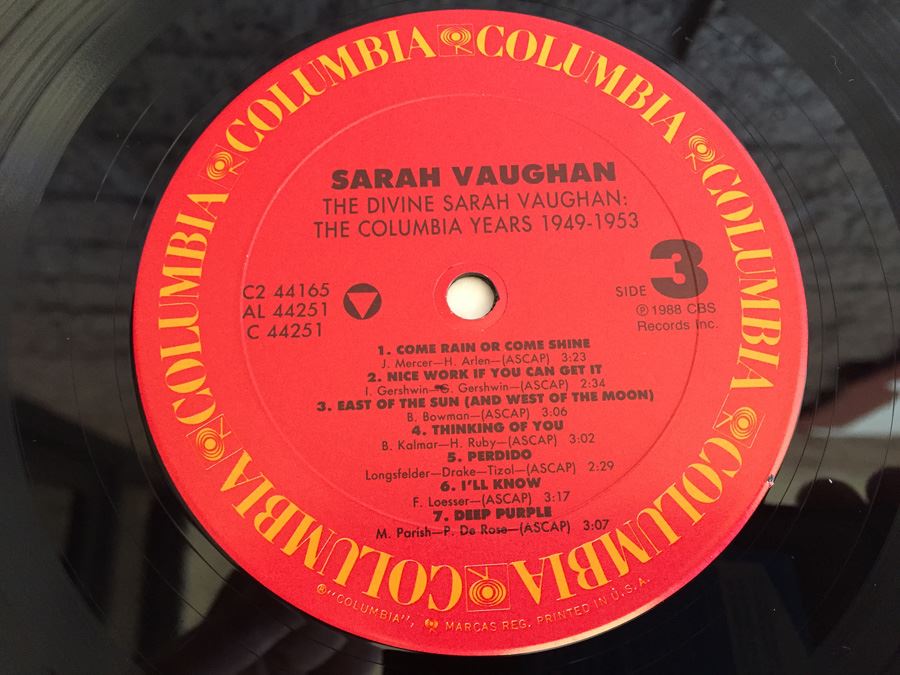 COLUMBIA COLUMBIA COLUMBIA COLUMBIA COLUMBIA COLUMBIA COLUMBIA COLUMBIA
SARAH VAUGHAN
THE DIVINE SARAH VAUGHAN:
THE COLUMBIA YEARS 1949-1953
C2 44165
AL 44251
C 44251
SIDE 3
℗ 1988 CBS
Records Inc.
1. COME RAIN OR COME SHINE
J. Mercer—H. Arlen—(ASCAP) 3:23
2. NICE WORK IF YOU CAN GET IT
I. Gershwin—G. Gershwin—(ASCAP) 2:34
3. EAST OF THE SUN (AND WEST OF THE MOON)
B. Bowman—(ASCAP) 3:06
4. THINKING OF YOU
B. Kalmar—H. Ruby—(ASCAP) 3:02
5. PERDIDO
Longsfelder—Drake—Tizol—(ASCAP) 2:29
6. I'LL KNOW
F. Loesser—(ASCAP) 3:17
7. DEEP PURPLE
M. Parish—P. De Rose—(ASCAP) 3:07
®"COLUMBIA", MARCAS REG. PRINTED IN U.S.A.